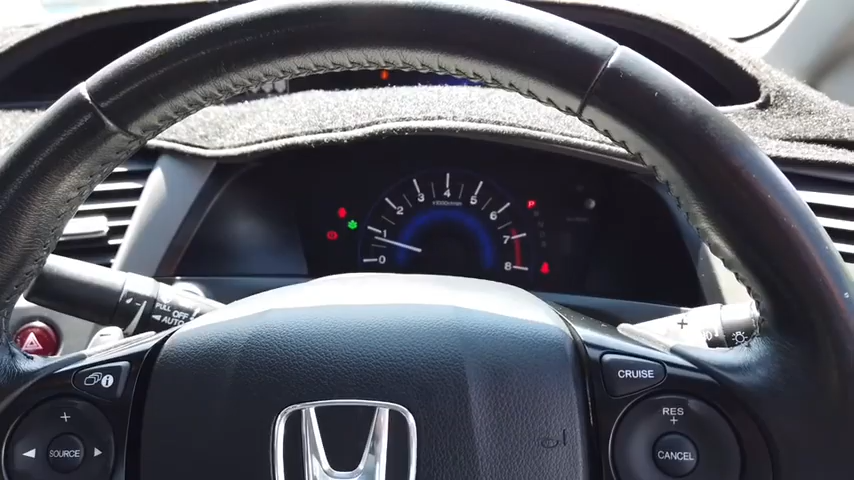 0
1
2
3
4
5
6
7
8
x1000r/min
P
PULL OFF
AUTO
i
SOURCE
CRUISE
RES
+
CANCEL